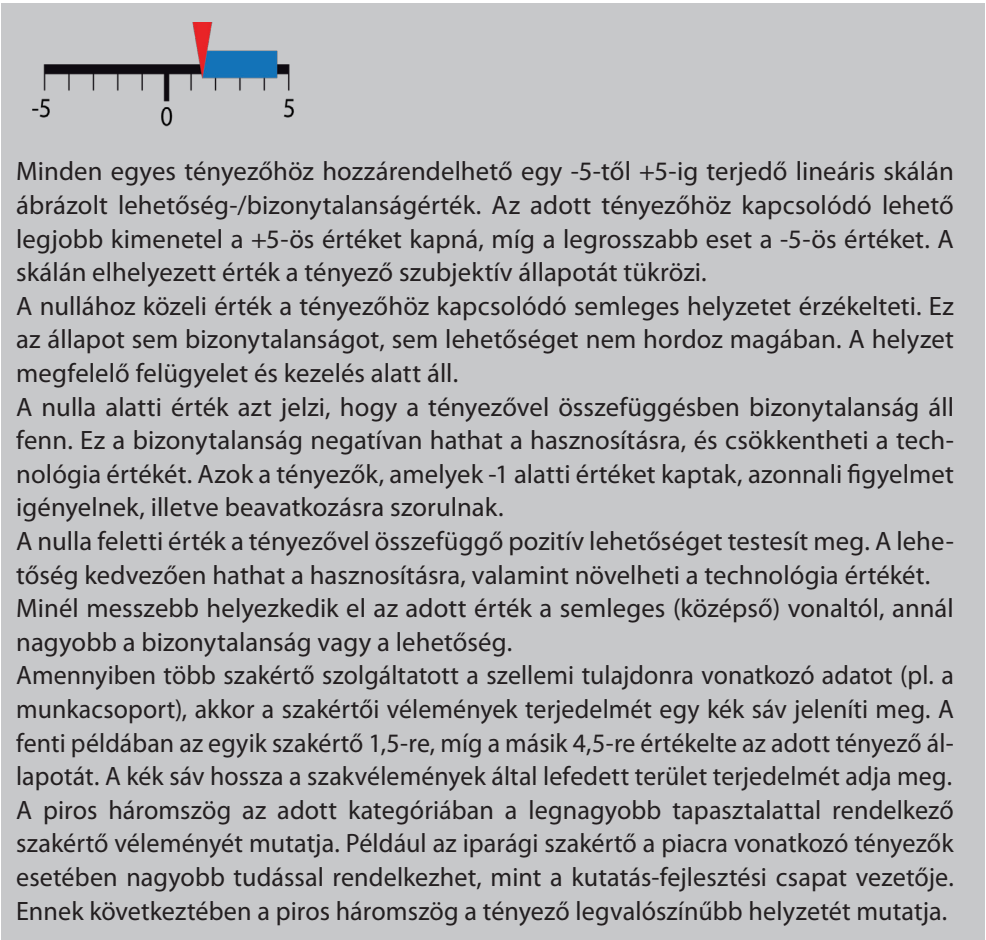 -5 0 5
Minden egyes tényezőhöz hozzárendelhető egy -5-től +5-ig terjedő lineáris skálán
ábrázolt lehetőség-/bizonytalanságérték. Az adott tényezőhöz kapcsolódó lehető
legjobb kimenetel a +5-ös értéket kapná, míg a legrosszabb eset a -5-ös értéket. A
skálán elhelyezett érték a tényező szubjektív állapotát tükrözi.
A nullához közeli érték a tényezőhöz kapcsolódó semleges helyzetet érzékelteti. Ez
az állapot sem bizonytalanságot, sem lehetőséget nem hordoz magában. A helyzet
megfelelő felügyelet és kezelés alatt áll.
A nulla alatti érték azt jelzi, hogy a tényezővel összefüggésben bizonytalanság áll
fenn. Ez a bizonytalanság negatívan hathat a hasznosításra, és csökkentheti a tech-
nológia értékét. Azok a tényezők, amelyek -1 alatti értéket kaptak, azonnali figyelmet
igényelnek, illetve beavatkozásra szorulnak.
A nulla feletti érték a tényezővel összefüggő pozitív lehetőséget testesít meg. A lehe-
tőség kedvezően hathat a hasznosításra, valamint növelheti a technológia értékét.
Minél messzebb helyezkedik el az adott érték a semleges (középső) vonaltól, annál
nagyobb a bizonytalanság vagy a lehetőség.
Amennyiben több szakértő szolgáltatott a szellemi tulajdonra vonatkozó adatot (pl. a
munkacsoport), akkor a szakértői vélemények terjedelmét egy kék sáv jeleníti meg. A
fenti példában az egyik szakértő 1,5-re, míg a másik 4,5-re értékelte az adott tényező ál-
lapotát. A kék sáv hossza a szakvélemények által lefedett terület terjedelmét adja meg.
A piros háromszög az adott kategóriában a legnagyobb tapasztalattal rendelkező
szakértő véleményét mutatja. Például az iparági szakértő a piacra vonatkozó tényezők
esetében nagyobb tudással rendelkezhet, mint a kutatás-fejlesztési csapat vezetője.
Ennek következtében a piros háromszög a tényező legvalószínűbb helyzetét mutatja.